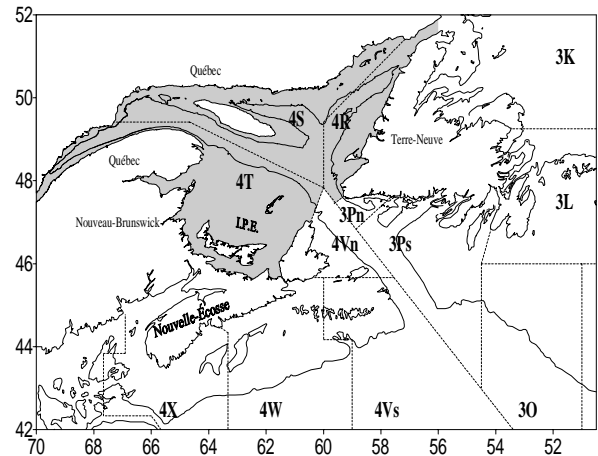 52
Québec
3K
50
4S
4R
Terre-Neuve
Québec
48
4T
3L
I.P.E.
3Pn
Nouveau-Brunswick
4Vn
3Ps
46
Nouvelle-Écosse
44
4X
4W
4Vs
3O
42
70
68
66
64
62
60
58
56
54
52